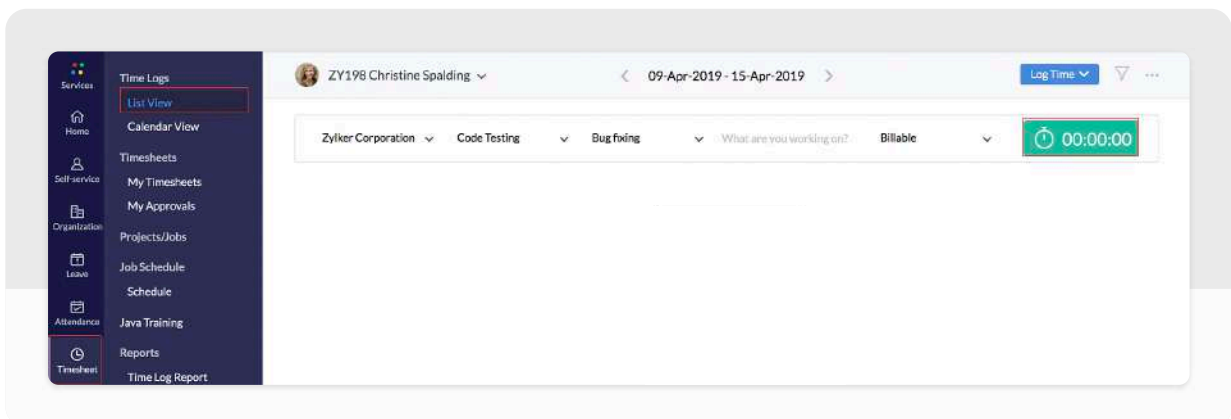 Services
Home
Self-service
Organization
Leave
Attendance
Timesheet
Time Logs
List View
Calendar View
Timesheets
My Timesheets
My Approvals
Projects/Jobs
Job Schedule
Schedule
Java Training
Reports
Time Log Report
ZY198 Christine Spalding
09-Apr-2019 - 15-Apr-2019
Log Time
Zylker Corporation Code Testing Bug fixing What are you working on? Billable 00:00:00